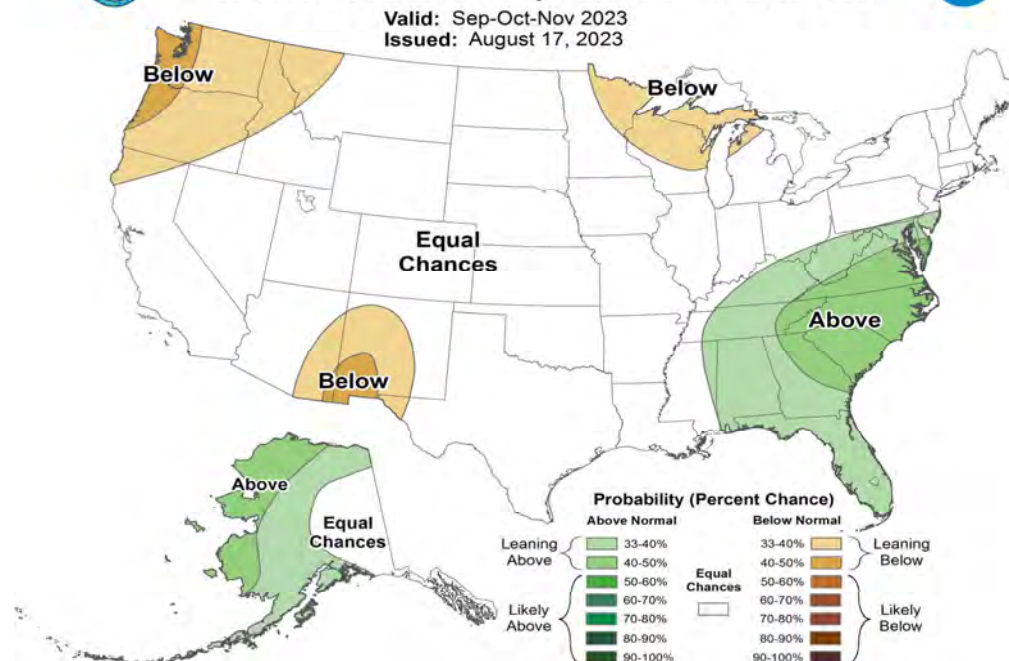 Valid: Sep-Oct-Nov 2023
Issued: August 17, 2023
Below
Below
Equal
Chances
Above
Below
Above
Equal
Chances
Probability (Percent Chance)
Above Normal
Below Normal
Leaning
Above
33-40%
40-50%
50-60%
60-70%
70-80%
80-90%
90-100%
Likely
Above
Equal
Chances
33-40%
40-50%
50-60%
60-70%
70-80%
80-90%
90-100%
Leaning
Below
Likely
Below